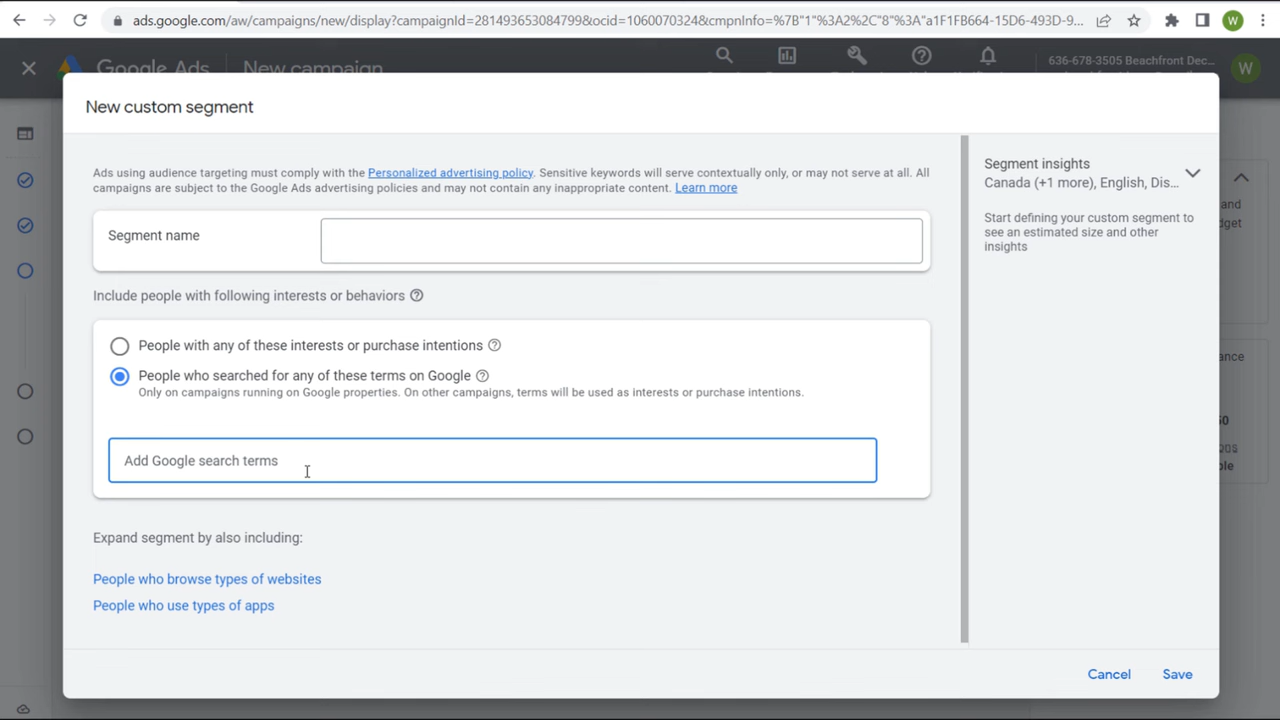 ads.google.com/aw/campaigns/new/display?campaignId=281493653084799&ocid=1060070324&cmpnInfo=%7B"1"%3A2%2C"8"%3A"a1F1FB664-15D6-493D-9...
W
Google Ads
New campaign
636-678-3505 Beachfront Dec...
W
New custom segment
Ads using audience targeting must comply with the Personalized advertising policy. Sensitive keywords will serve contextually only, or may not serve at all. All
campaigns are subject to the Google Ads advertising policies and may not contain any inappropriate content. Learn more
Segment name
Include people with following interests or behaviors
People with any of these interests or purchase intentions
People who searched for any of these terms on Google
Only on campaigns running on Google properties. On other campaigns, terms will be used as interests or purchase intentions.
Add Google search terms
Expand segment by also including:
People who browse types of websites
People who use types of apps
Segment insights
Canada (+1 more), English, Dis...
Start defining your custom segment to
see an estimated size and other
insights
and
Cancel
Save